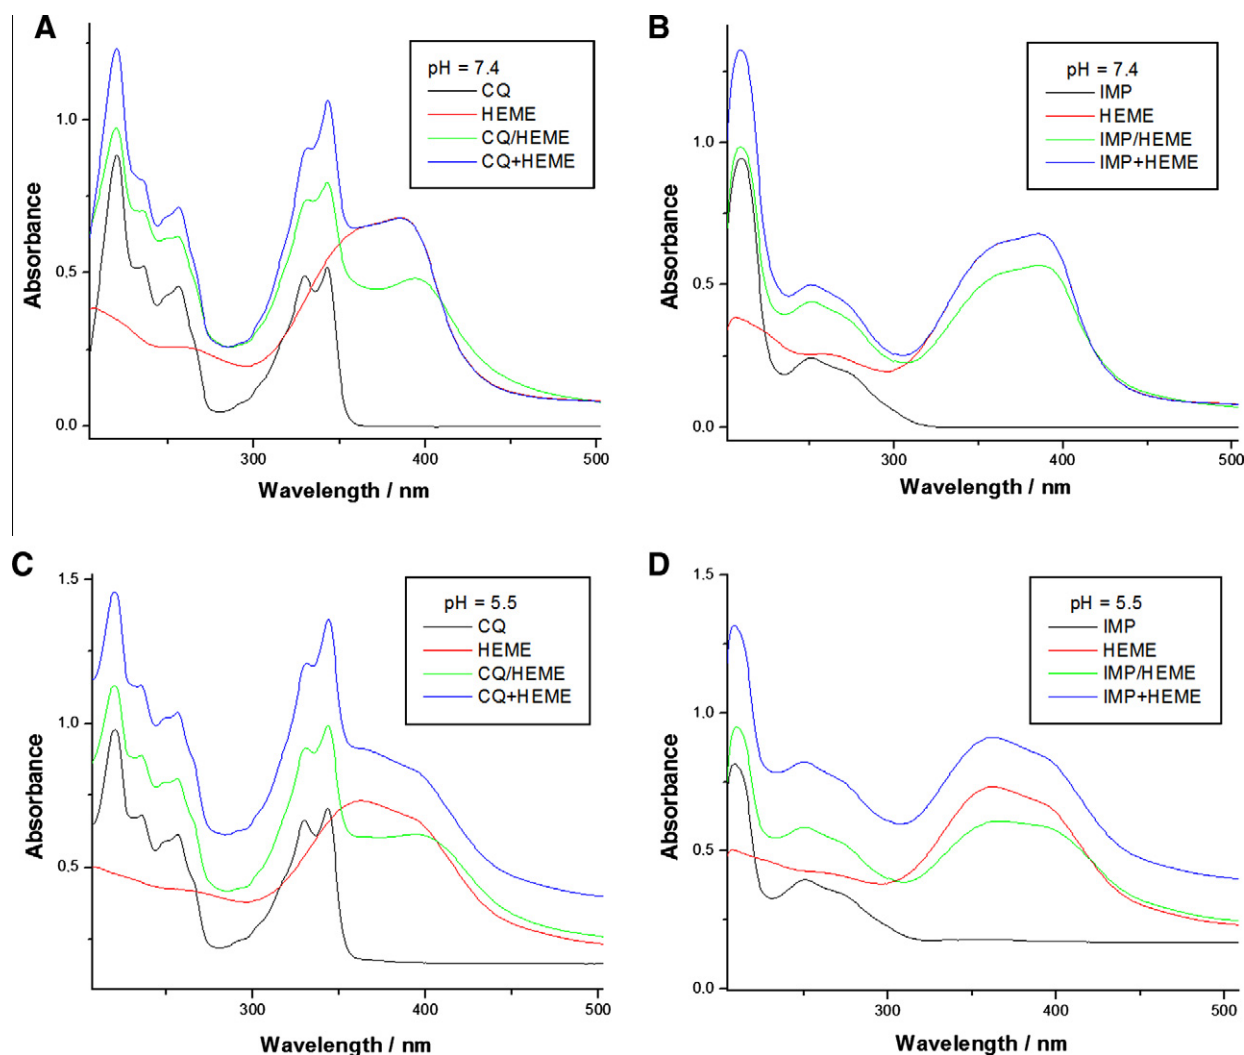 A
pH = 7.4
CQ
HEME
CQ/HEME
CQ+HEME
1.0
0.5
0.0
Absorbance
300
400
500
Wavelength / nm
B
pH = 7.4
IMP
HEME
IMP/HEME
IMP+HEME
1.0
0.5
0.0
Absorbance
300
400
500
Wavelength / nm
C
pH = 5.5
CQ
HEME
CQ/HEME
CQ+HEME
1.5
1.0
0.5
Absorbance
300
400
500
Wavelength / nm
D
pH = 5.5
IMP
HEME
IMP/HEME
IMP+HEME
1.5
1.0
0.5
0.0
Absorbance
300
400
500
Wavelength / nm